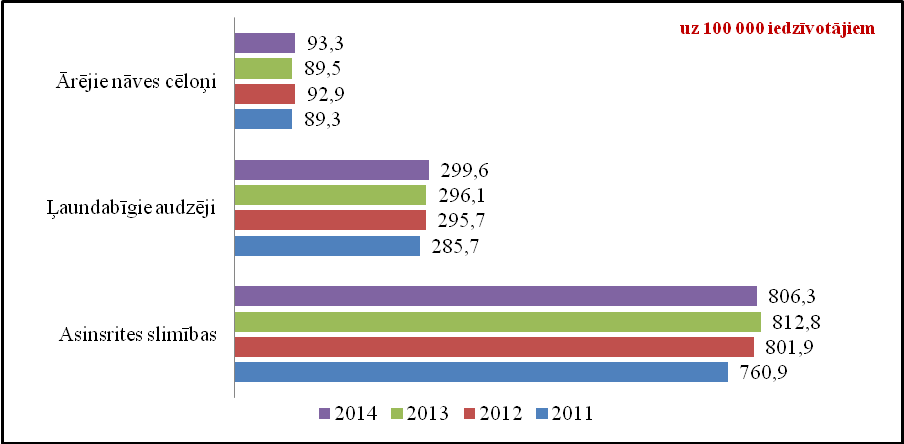 uz 100 000 iedzīvotājiem
Ārējie nāves cēloņi
93,3
89,5
92,9
89,3
Ļaundabīgie audzēji
299,6
296,1
295,7
285,7
Asinsrites slimības
806,3
812,8
801,9
760,9
2014 2013 2012 2011